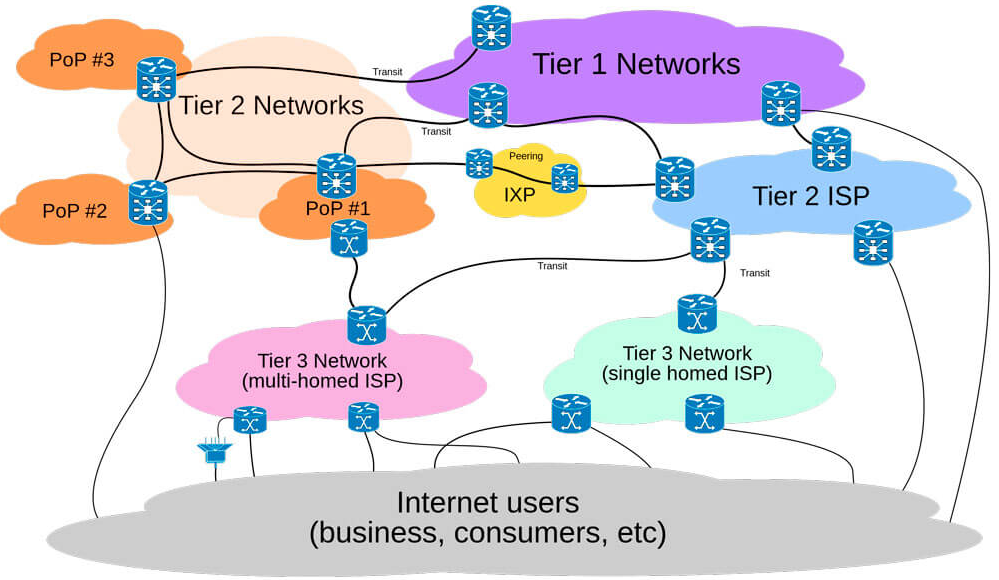 PoP #3
Tier 1 Networks
Transit
Tier 2 Networks
Transit
Peering
IXP
Tier 2 ISP
PoP #2
PoP #1
Transit
Transit
Tier 3 Network
(multi-homed ISP)
Tier 3 Network
(single homed ISP)
Internet users
(business, consumers, etc)